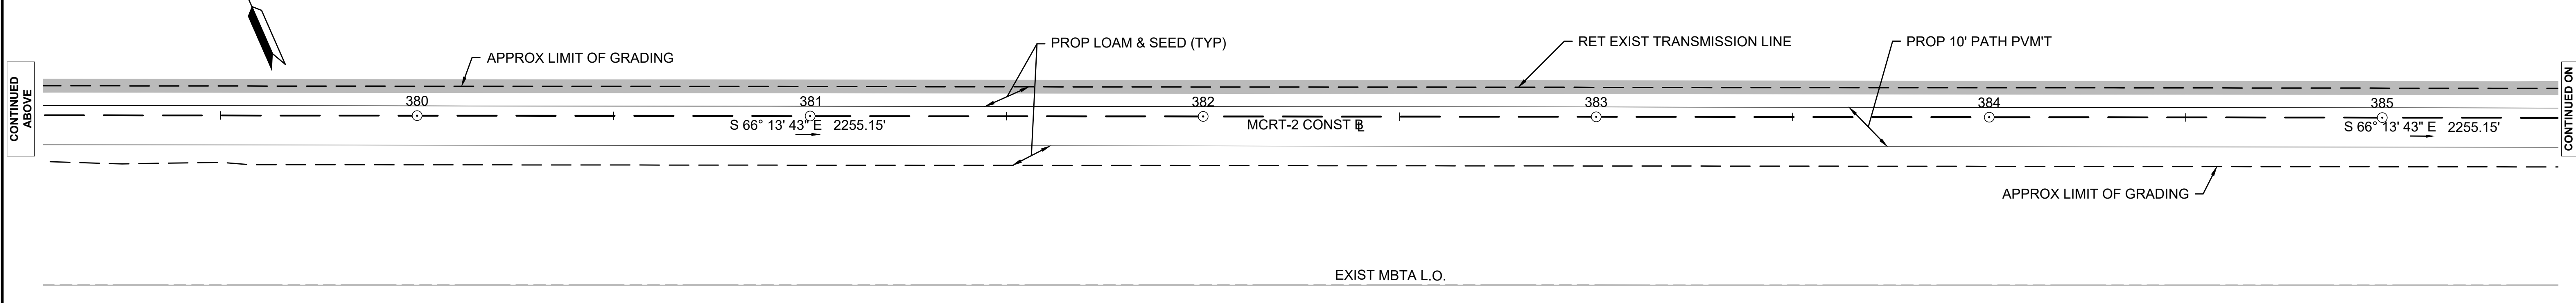 PROP LOAM & SEED (TYP)
RET EXIST TRANSMISSION LINE
PROP 10' PATH PVM'T
APPROX LIMIT OF GRADING
CONTINUED
ABOVE
CONTINUED ON
380
381
382
383
384
385
S 66° 13' 43" E 2255.15'
MCRT-2 CONST BL
S 66° 13' 43" E 2255.15'
APPROX LIMIT OF GRADING
EXIST MBTA L.O.